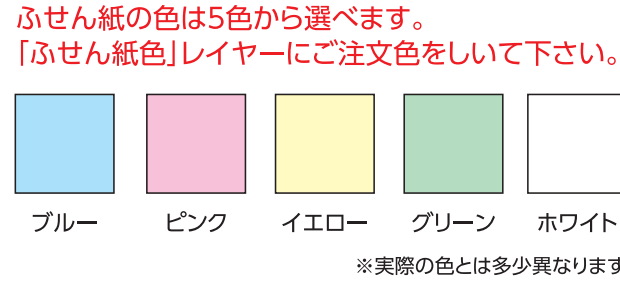 ふせん紙の色は5色から選べます。
「ふせん紙色」レイヤーにご注文色をしいて下さい。
ブルー ピンク イエロー グリーン ホワイト
※実際の色とは多少異なります